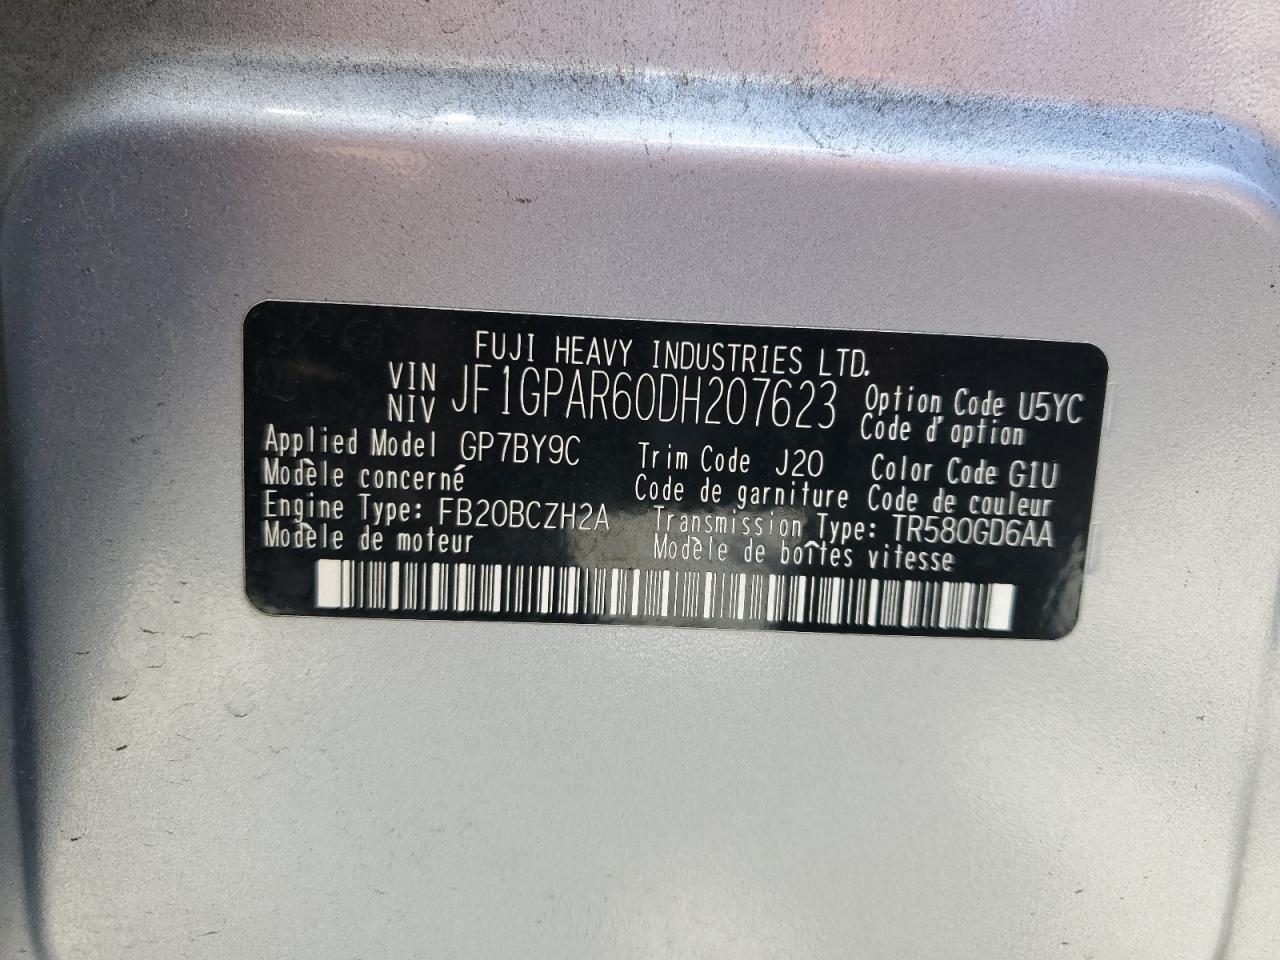 FUJI HEAVY INDUSTRIES LTD.
VIN
NIV
JF1GPAR60DH207623
Option Code U5YC
Code d'option
Applied Model GP7BY9C
Modèle concerné
Trim Code J20
Code de garniture
Color Code G1U
Code de couleur
Engine Type: FB20BCZH2A
Modèle de moteur
Transmission Type: TR580GD6AA
Modèle de boîtes vitesse